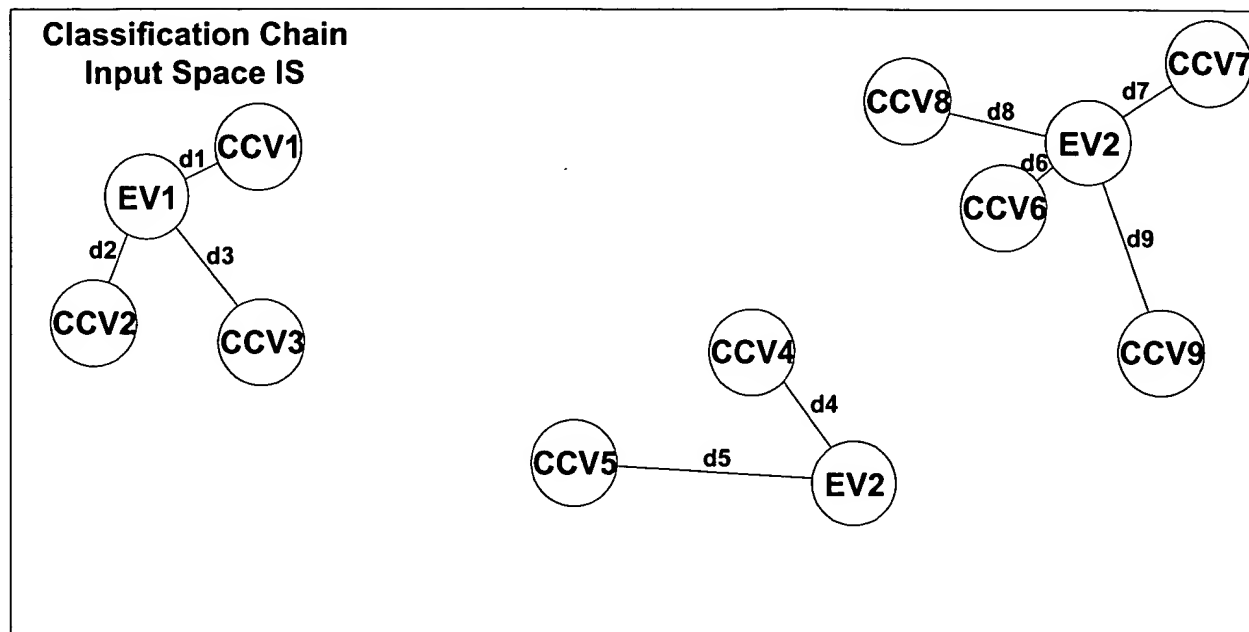 Classification Chain
Input Space IS
CCV1
d1
EV1
d2
d3
CCV2
CCV3
CCV7
CCV8
d8
d7
EV2
d6
CCV6
d9
CCV9
CCV4
d4
CCV5
d5
EV2